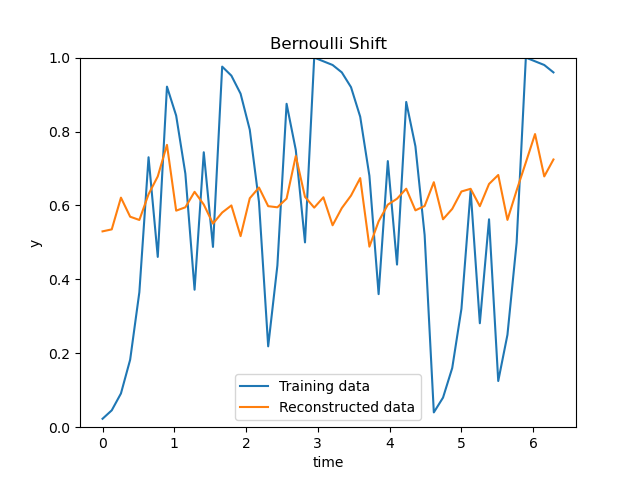 Bernoulli Shift
1.0
0.8
0.6
0.4
0.2
0.0
y
Training data
Reconstructed data
0 1 2 3 4 5 6
time